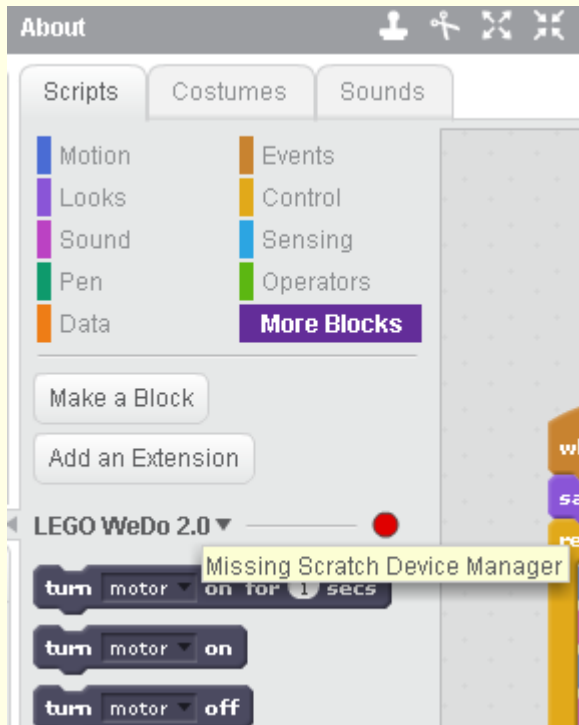 About
Scripts Costumes Sounds
Motion Events
Looks Control
Sound Sensing
Pen Operators
Data More Blocks
Make a Block
Add an Extension
LEGO WeDo 2.0
Missing Scratch Device Manager
turn motor on for 1 secs
turn motor on
turn motor off